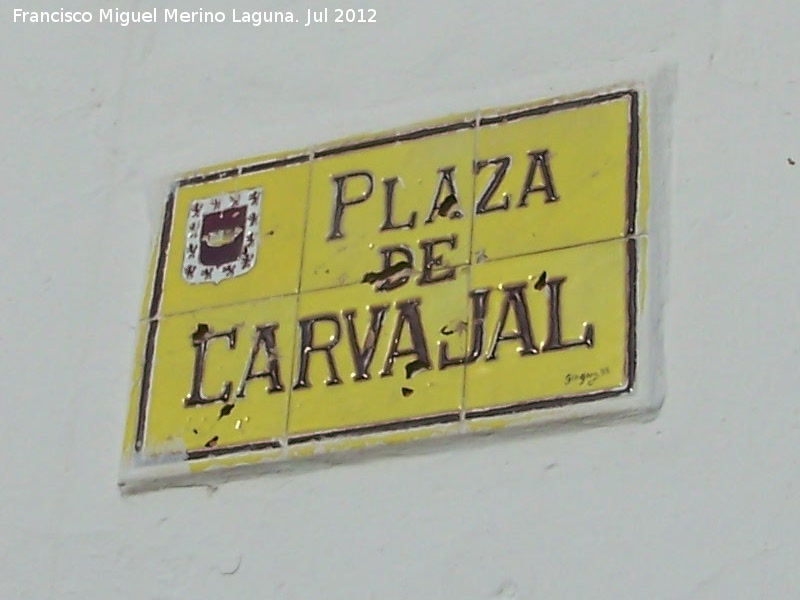 Francisco Miguel Merino Laguna. Jul 2012
PLAZA
DE
CARVAJAL